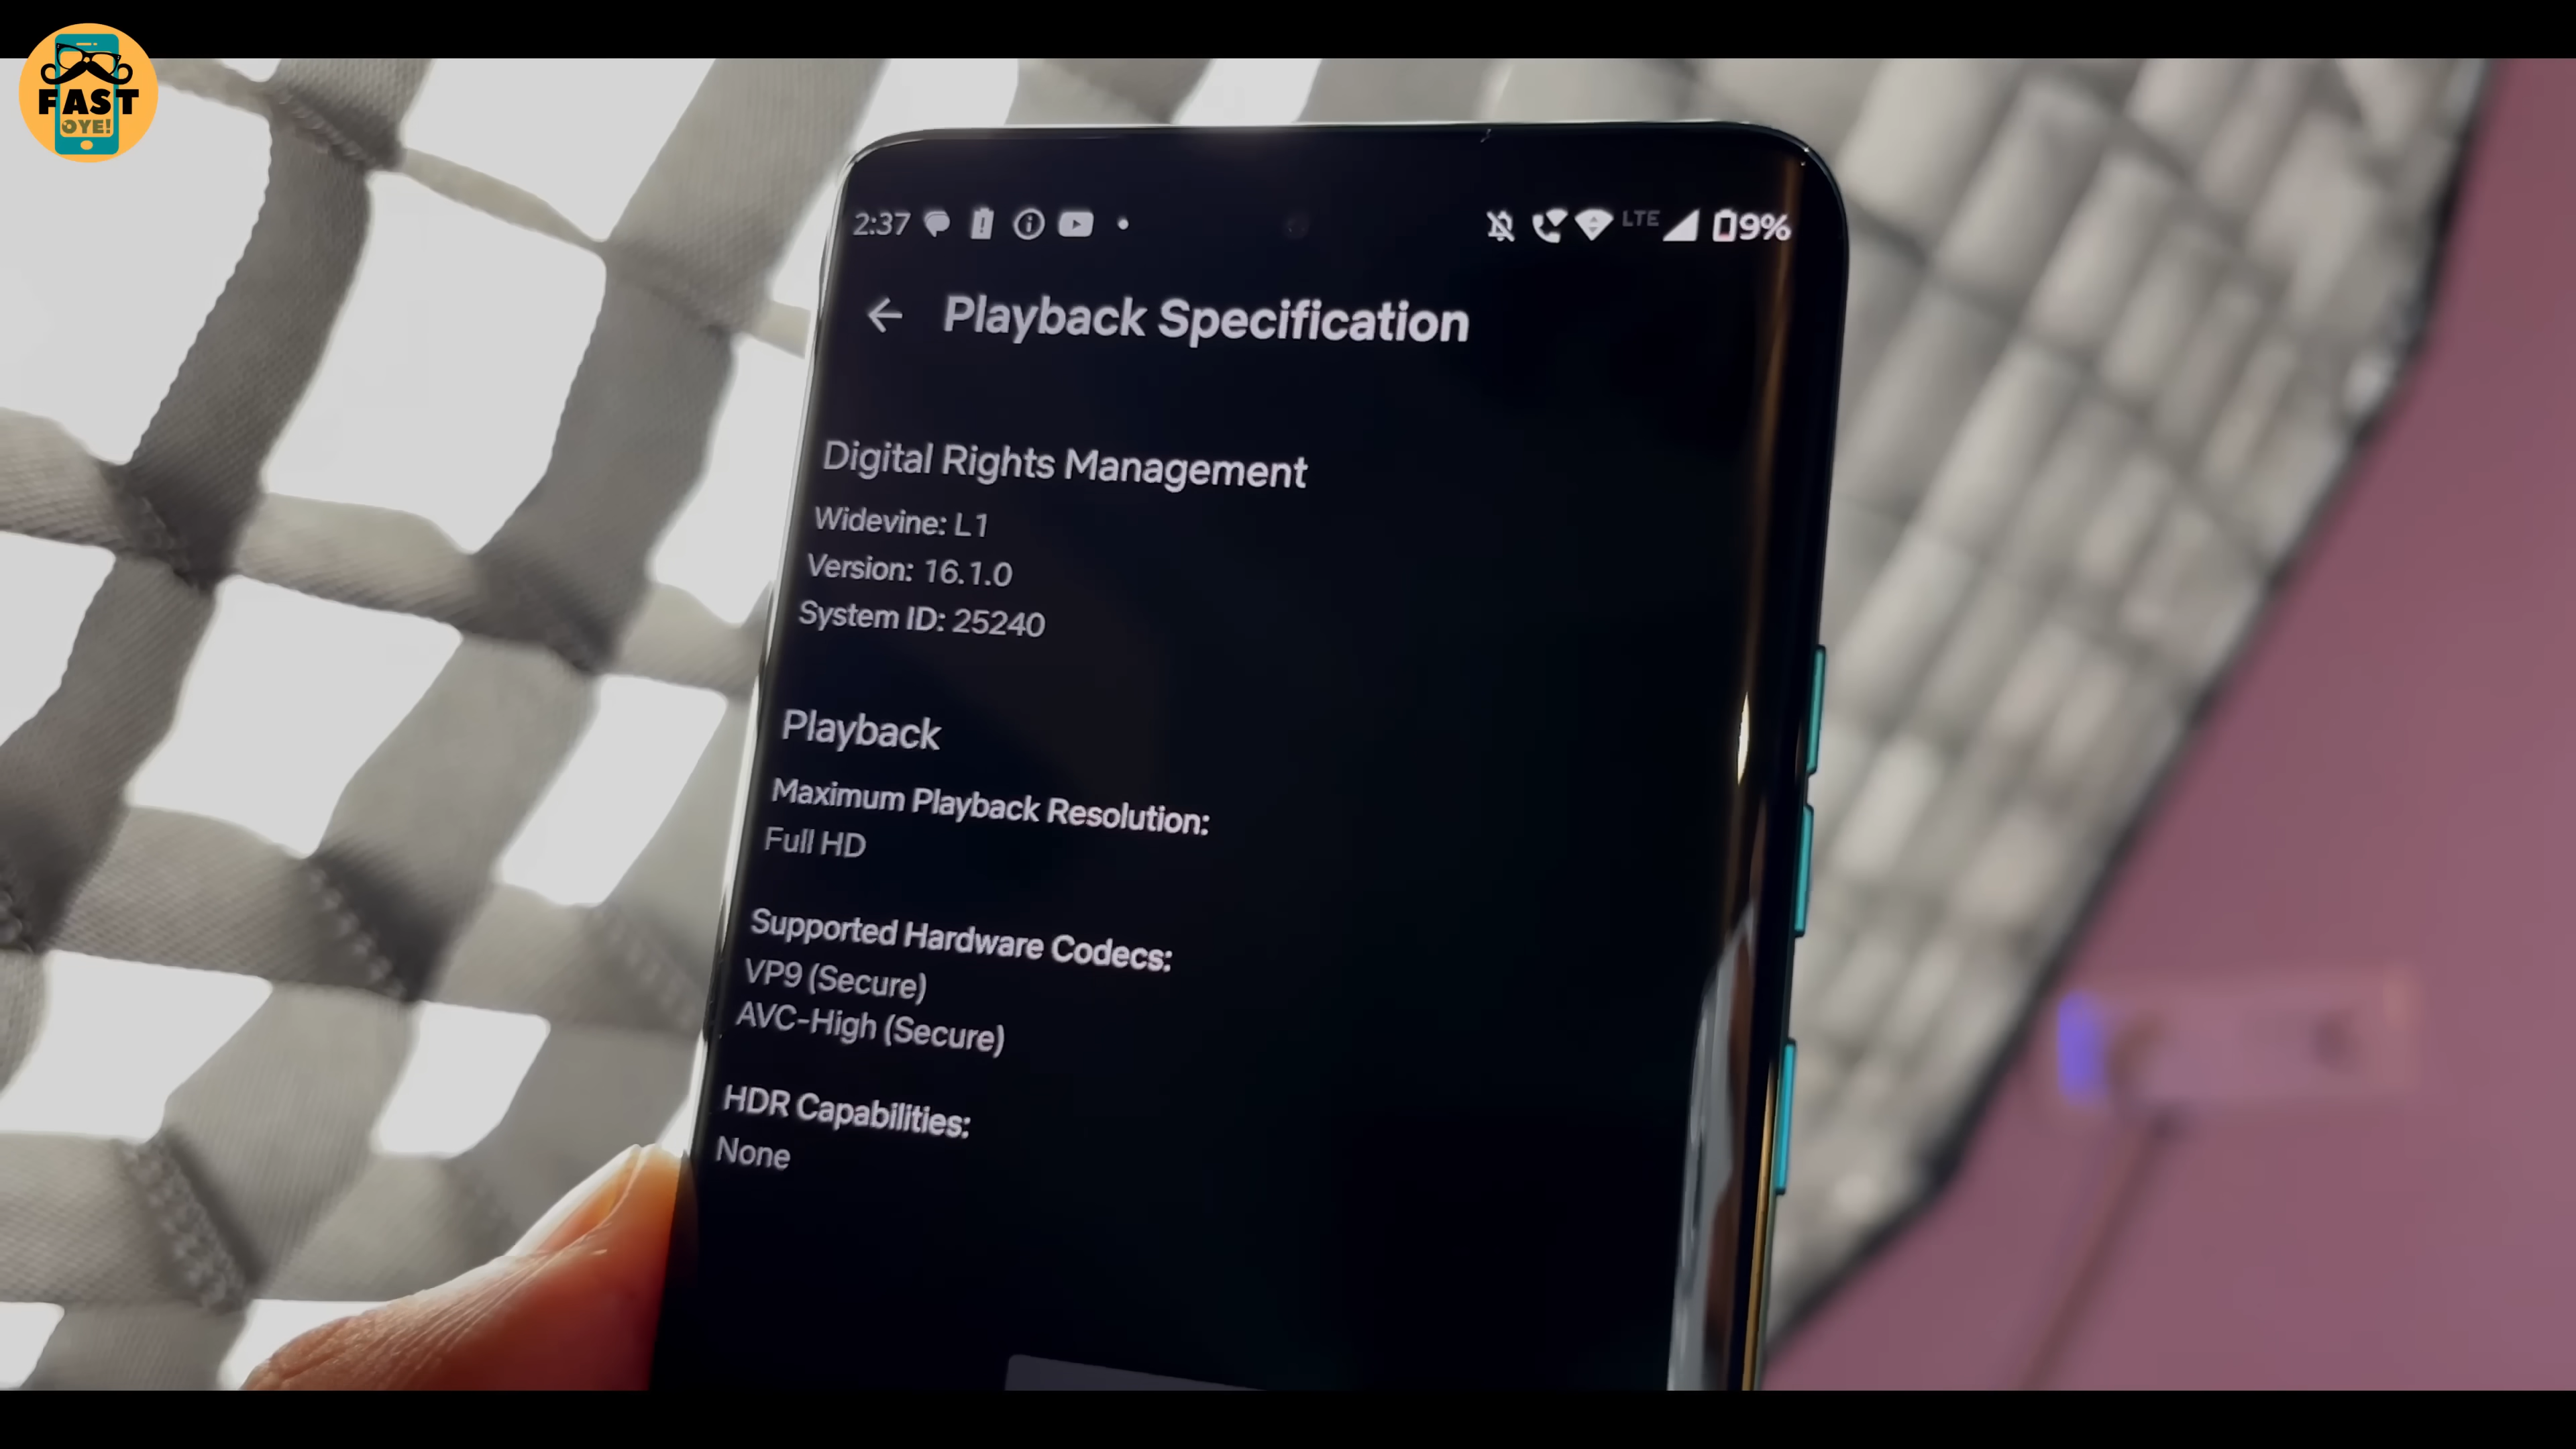 FAST
OYE!
2:37 LTE 9%
Playback Specification
Digital Rights Management
Widevine: L1
Version: 16.1.0
System ID: 25240
Playback
Maximum Playback Resolution:
Full HD
Supported Hardware Codecs:
VP9 (Secure)
AVC-High (Secure)
HDR Capabilities:
None